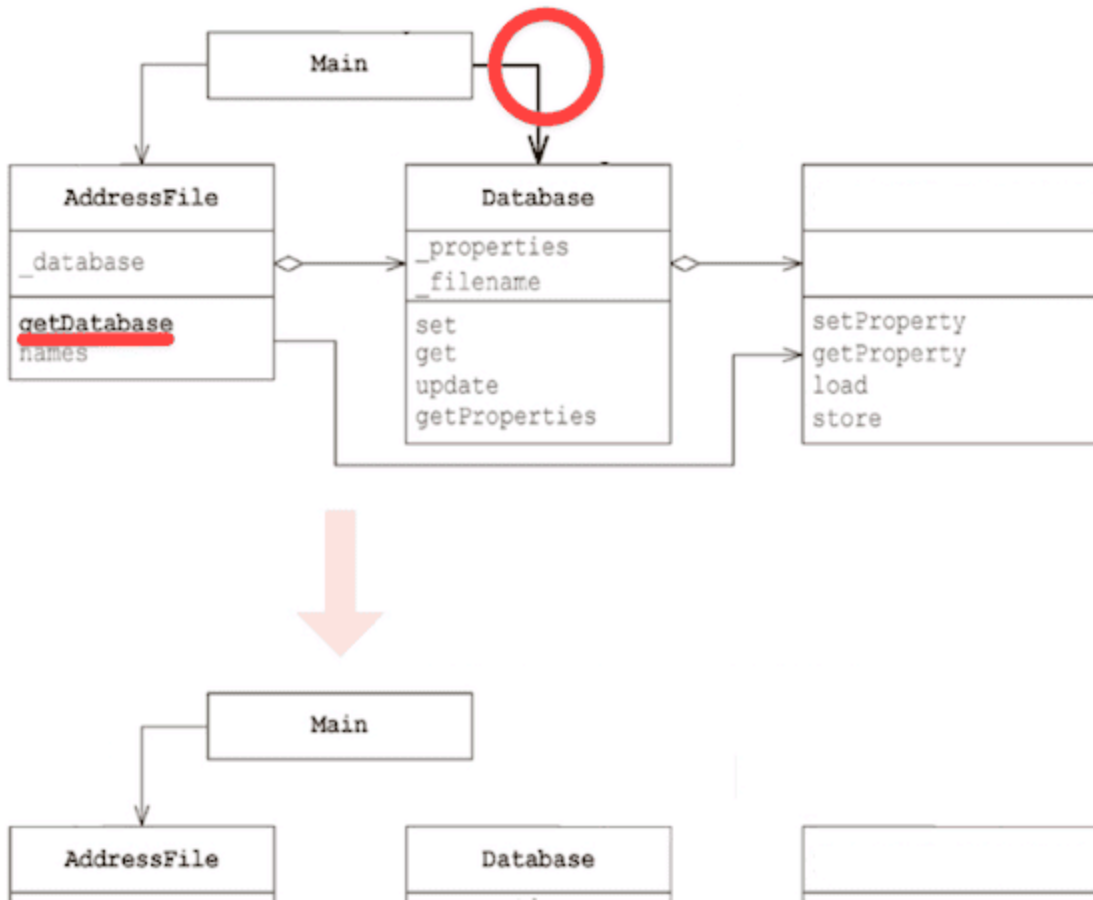 Main
AddressFile
_database
getDatabase
names
Database
_properties
_filename
set
get
update
getProperties
setProperty
getProperty
load
store
Main
AddressFile
Database